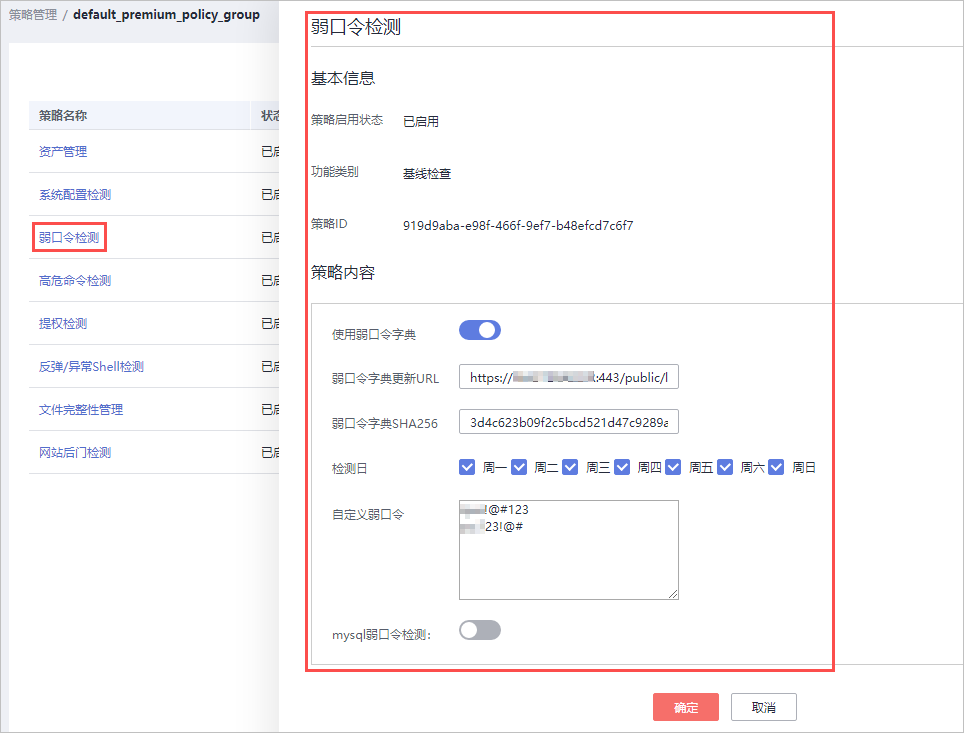 策略管理 / default_premium_policy_group
策略名称 状态
资产管理 已启
系统配置检测 已启
弱口令检测 已启
高危命令检测 已启
提权检测 已启
反弹/异常Shell检测 已启
文件完整性管理 已启
网站后门检测 已启
弱口令检测
基本信息
策略启用状态 已启用
功能类别 基线检查
策略ID 919d9aba-e98f-466f-9ef7-b48efcd7c6f7
策略内容
使用弱口令字典
弱口令字典更新URL https:// :443/public/l
弱口令字典SHA256 3d4c623b09f2c5bcd521d47c9289a
检测日 周一 周二 周三 周四 周五 周六 周日
自定义弱口令 !@#123
23!@#
mysql弱口令检测:
确定 取消